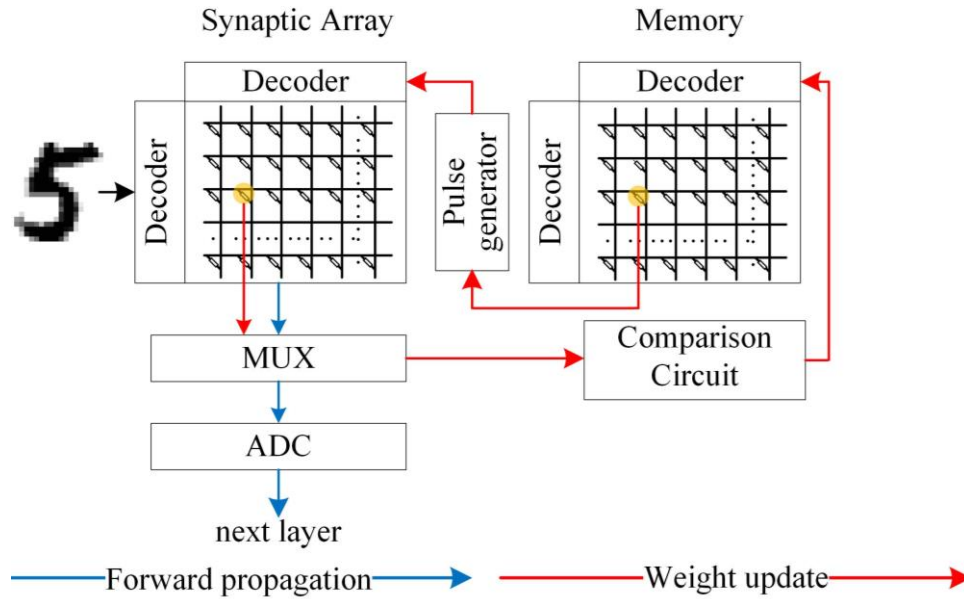 Synaptic Array
Memory
Decoder
Decoder
5
Decoder
Pulse
generator
Decoder
MUX
Comparison
Circuit
ADC
next layer
Forward propagation
Weight update